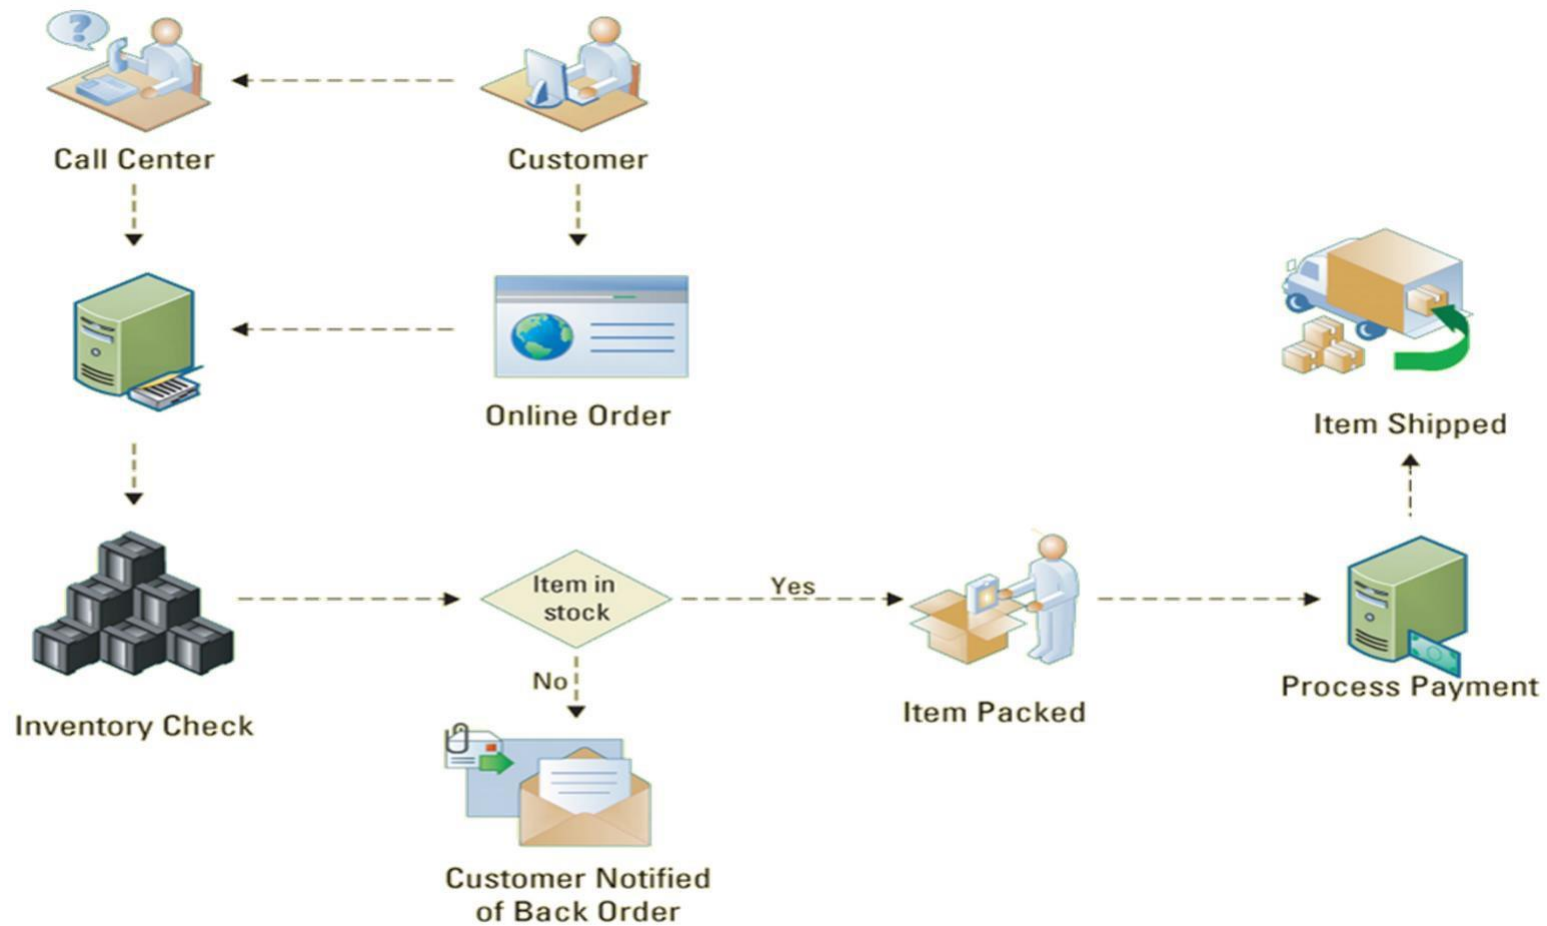 ?
Call Center
Customer
Online Order
Item Shipped
Item in
stock
Yes
No
Inventory Check
Item Packed
Process Payment
Customer Notified
of Back Order